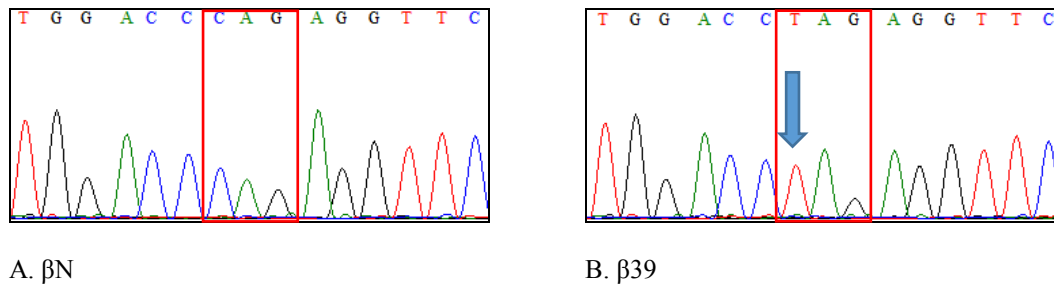 T G G A C C C A G A G G T T C
T G G A C C T A G A G G T T C
A. βN
B. β39